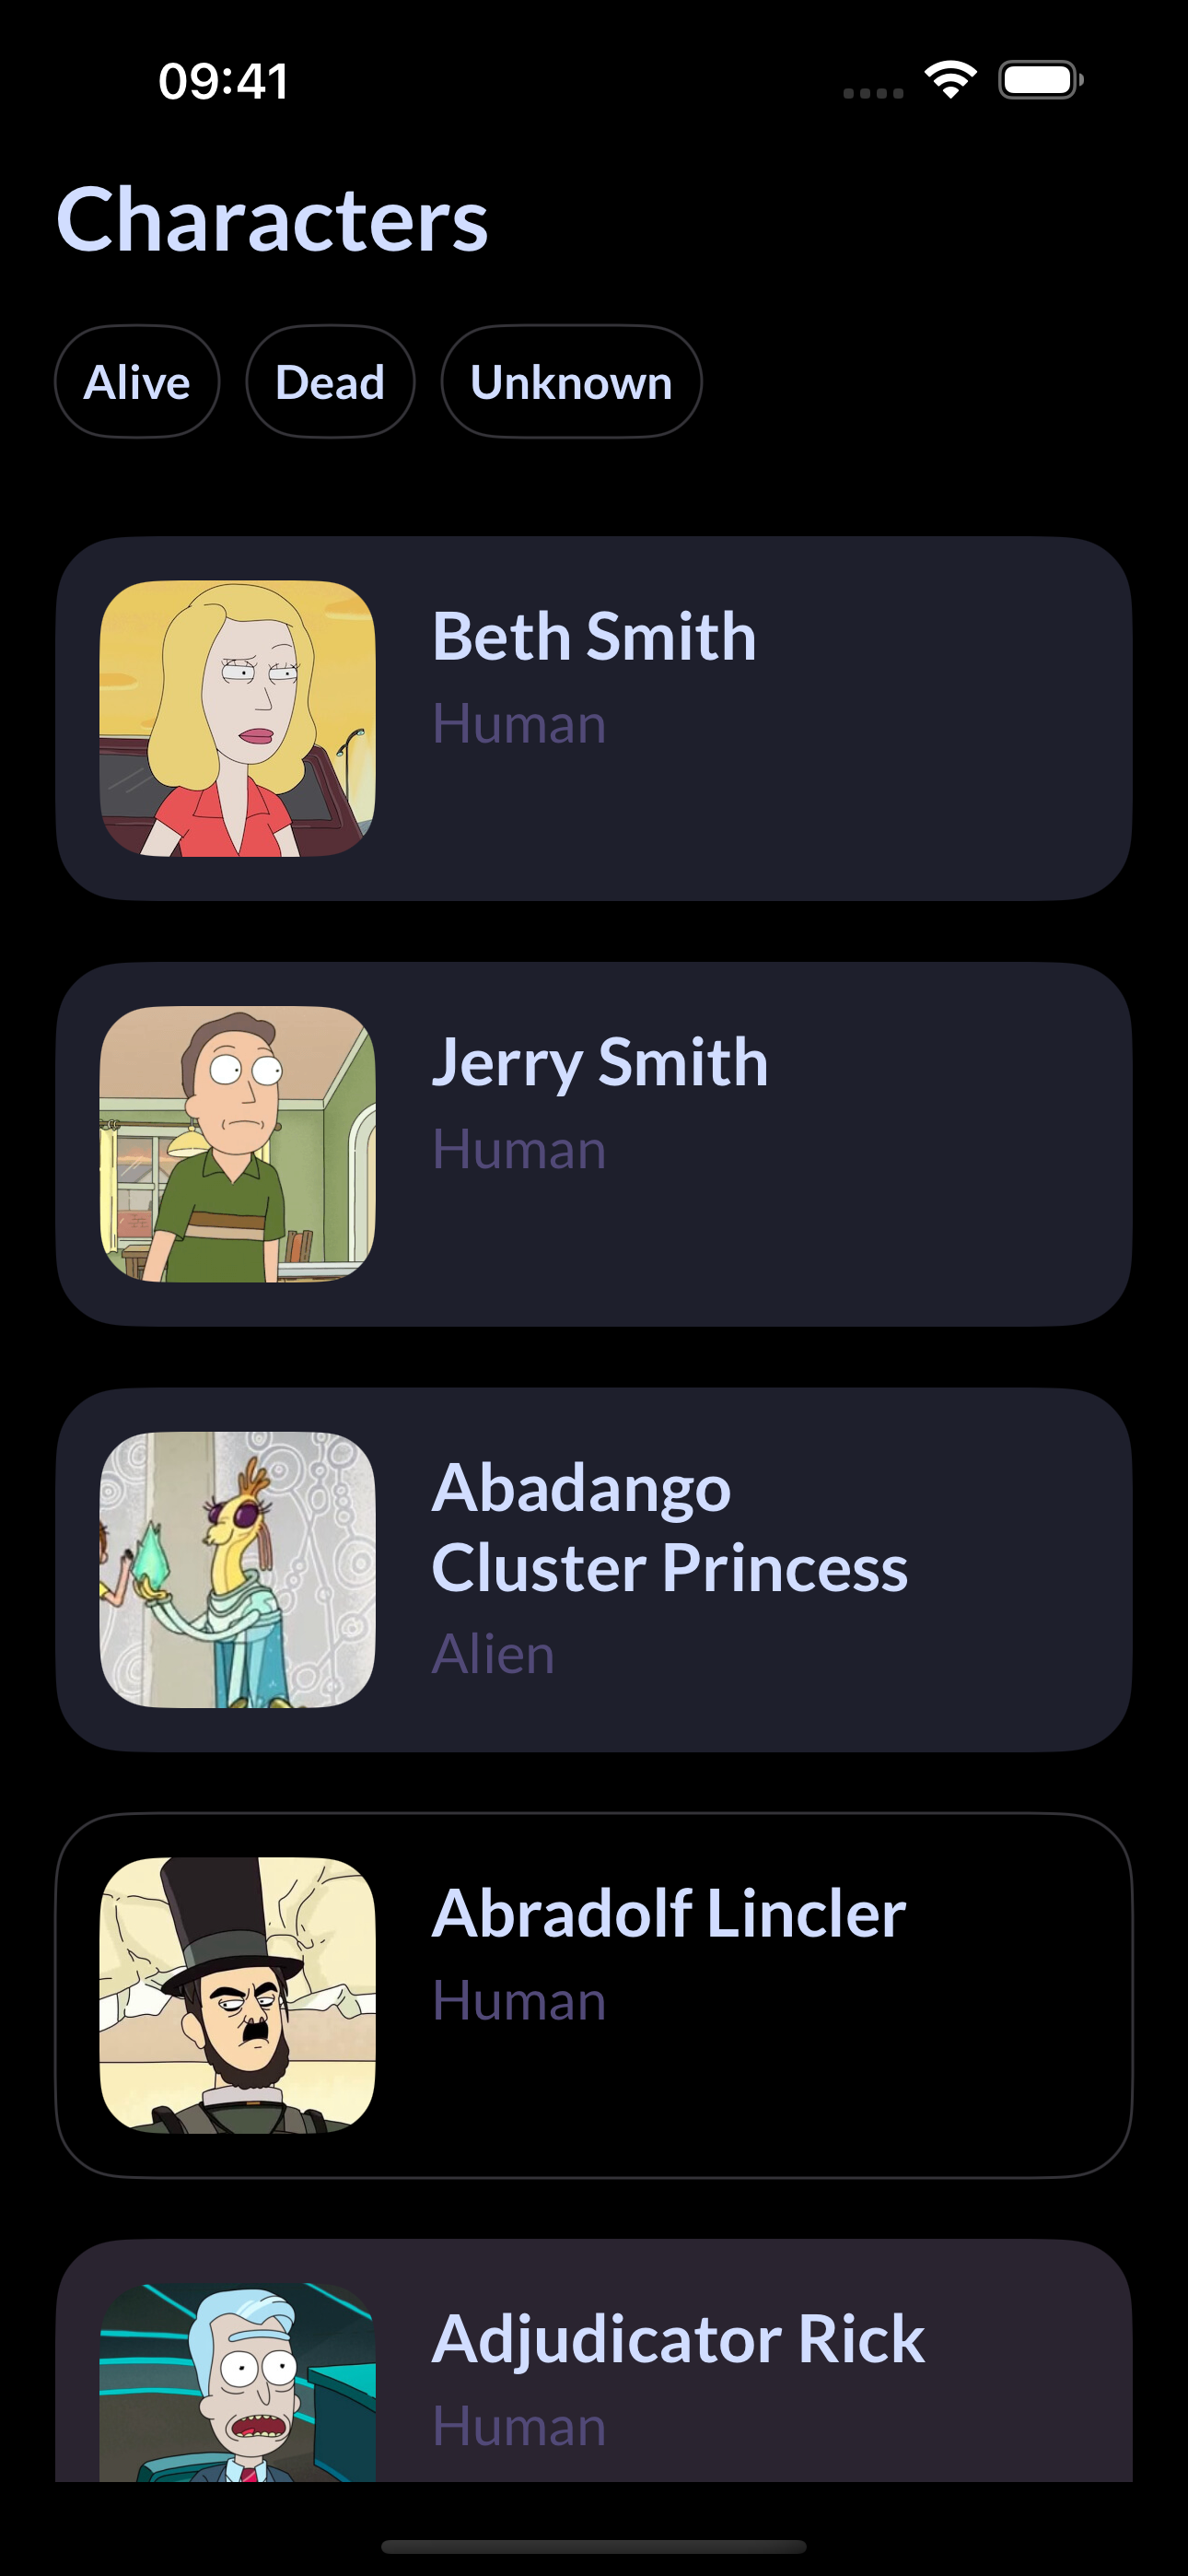 09:41
Characters
Alive
Dead
Unknown
Beth Smith
Human
Jerry Smith
Human
Abadango
Cluster Princess
Alien
Abradolf Lincler
Human
Adjudicator Rick
Human